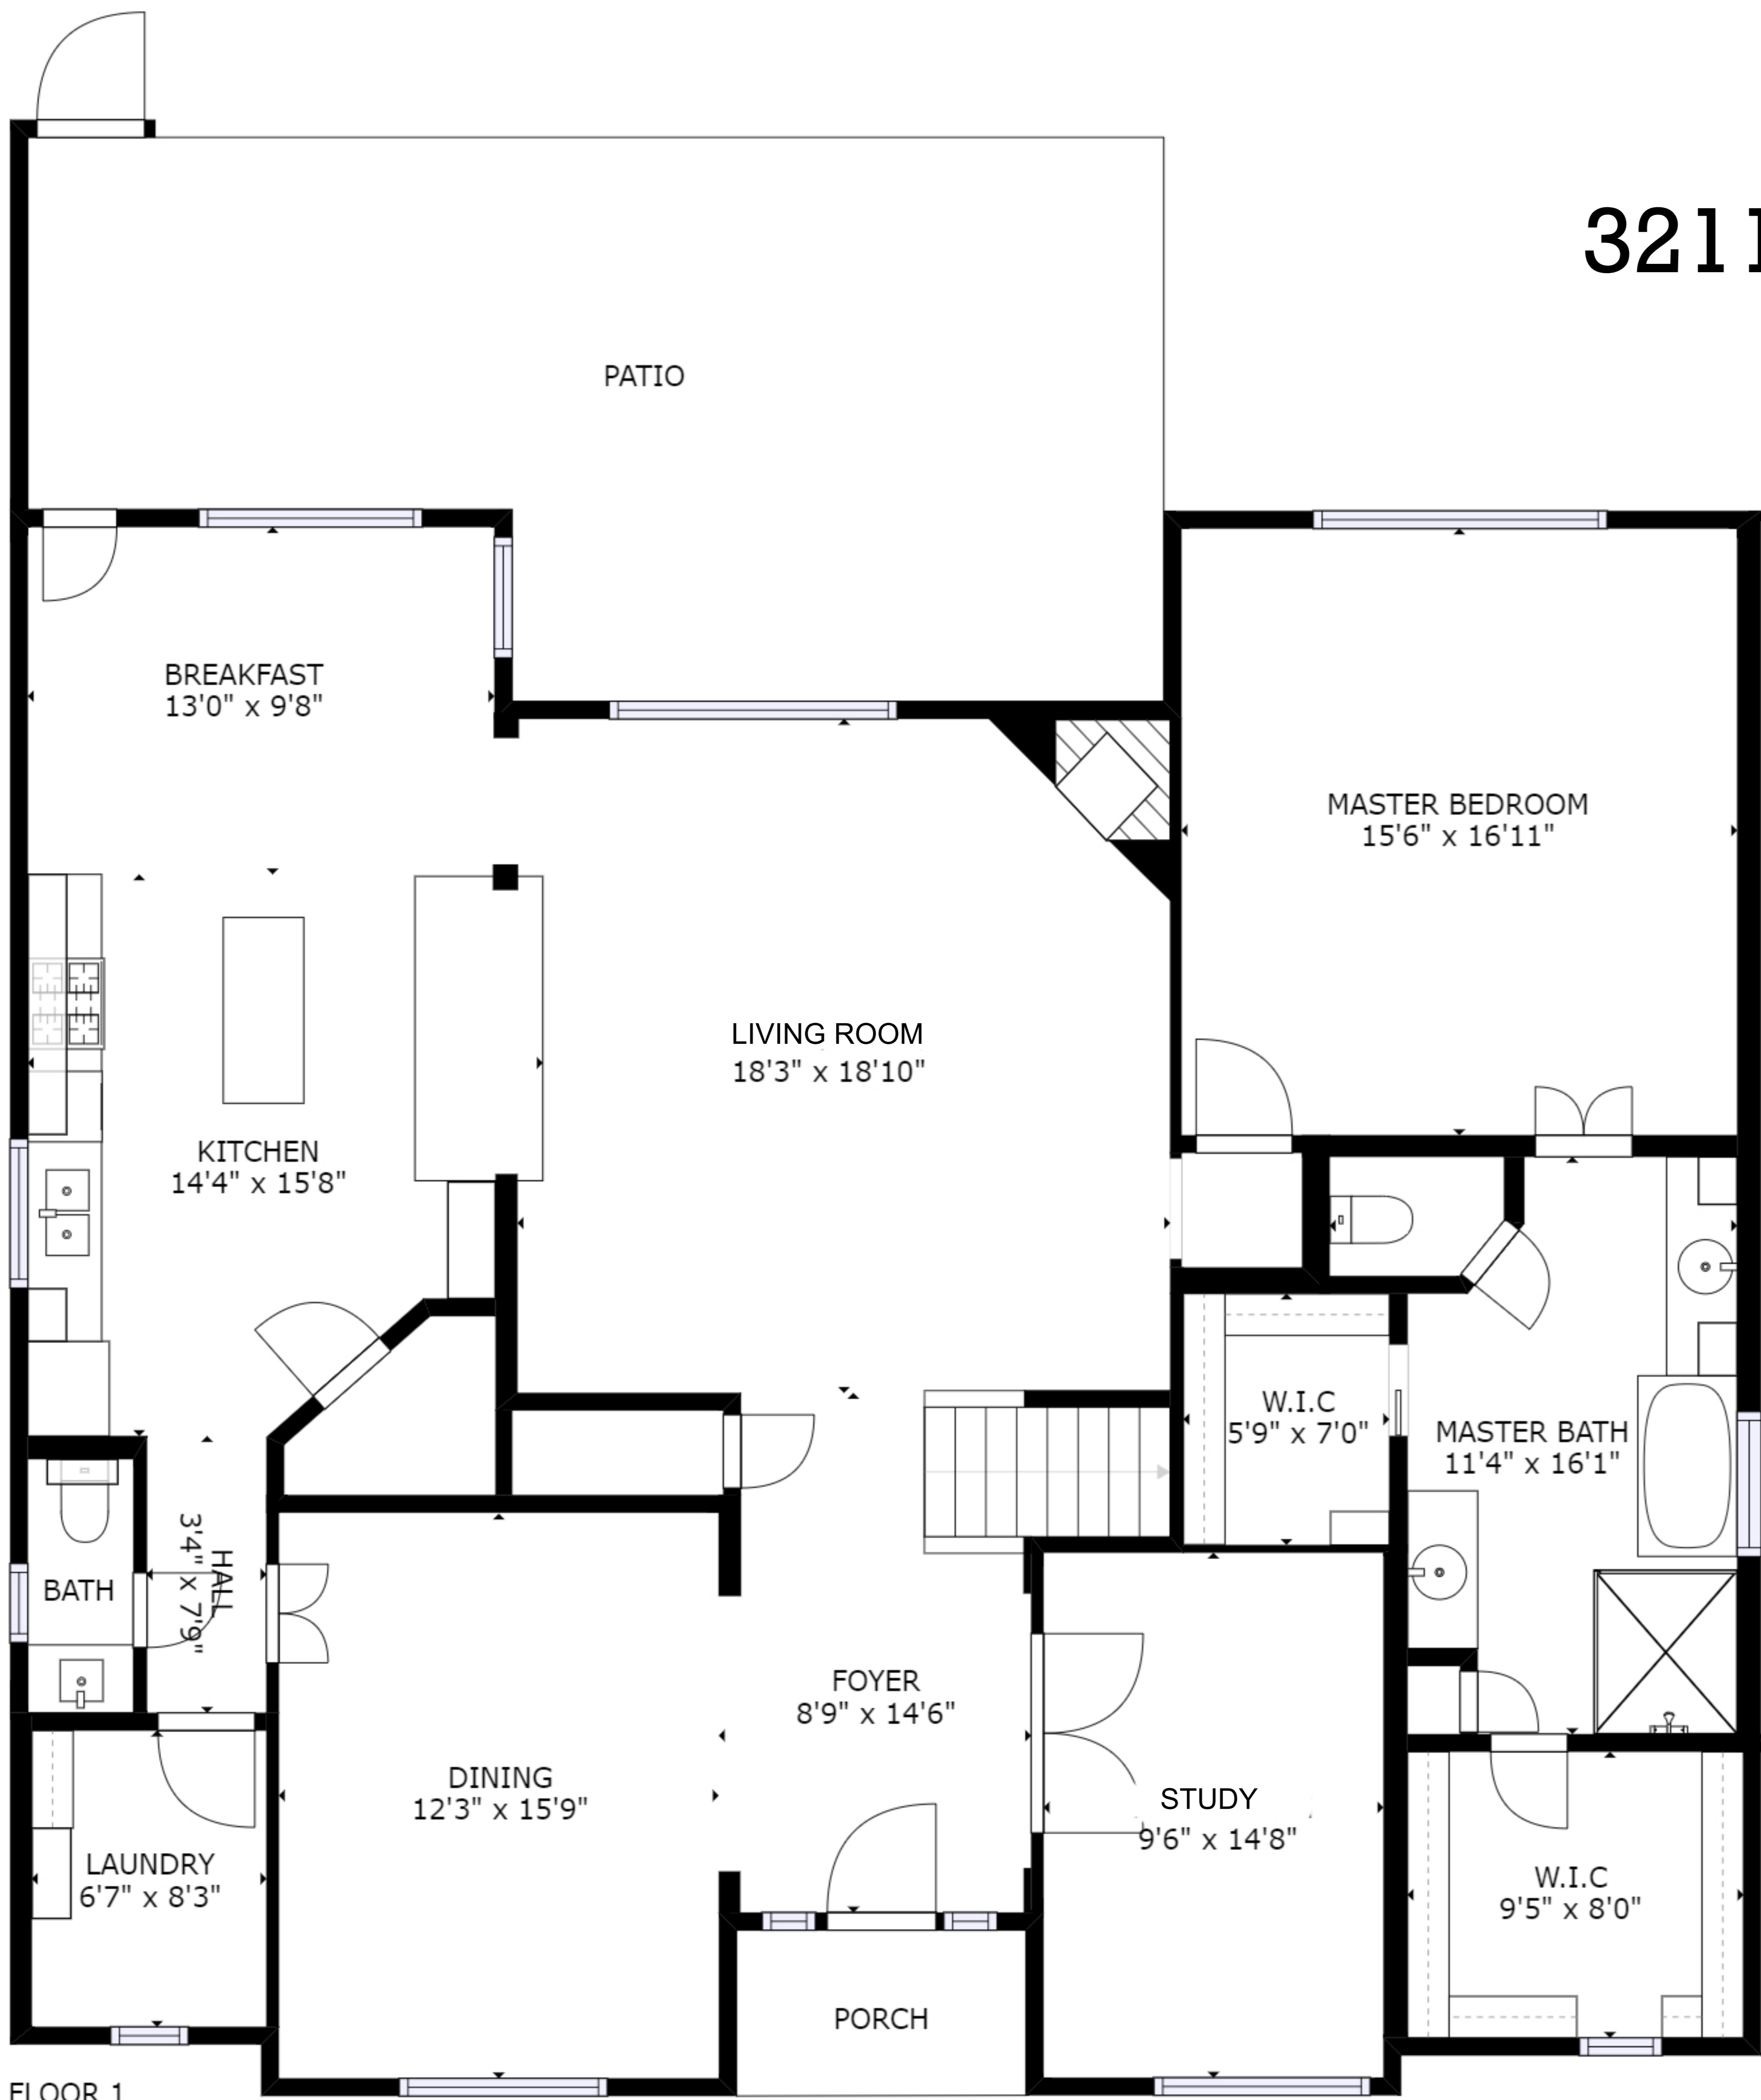 3211
PATIO
BREAKFAST
13'0" x 9'8"
MASTER BEDROOM
15'6" x 16'11"
LIVING ROOM
18'3" x 18'10"
KITCHEN
14'4" x 15'8"
W.I.C
5'9" x 7'0"
MASTER BATH
11'4" x 16'1"
HALL
3'4" x 7'9"
BATH
FOYER
8'9" x 14'6"
DINING
12'3" x 15'9"
STUDY
9'6" x 14'8"
LAUNDRY
6'7" x 8'3"
W.I.C
9'5" x 8'0"
PORCH
FLOOR 1